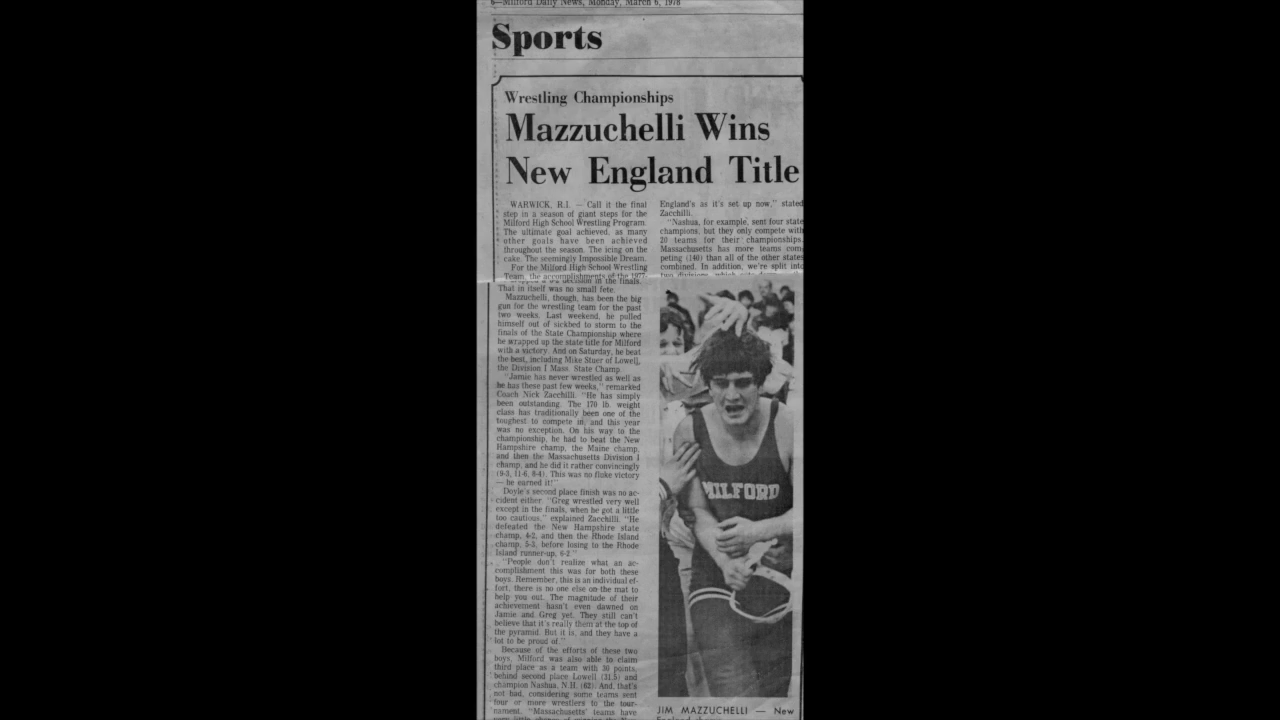 6—Milford Daily News, Monday, March 6, 1978
Sports
Wrestling Championships
Mazzuchelli Wins
New England Title
WARWICK, R.I. — Call it the final
step in a season of giant steps for the
Milford High School Wrestling Program.
The ultimate goal achieved, as many
other goals have been achieved
throughout the season. The icing on the
cake. The seemingly Impossible Dream.
For the Milford High School Wrestling
Team, the accomplishments of the 1977-
decision in the finals.
That in itself was no small fete.
Mazzuchelli, though, has been the big
gun for the wrestling team for the past
two weeks. Last weekend, he pulled
himself out of sickbed to storm to the
finals of the State Championship where
he wrapped up the state title for Milford
with a victory. And on Saturday, he beat
the best, including Mike Stuer of Lowell,
the Division I Mass. State Champ.
"Jamie has never wrestled as well as
he has these past few weeks," remarked
Coach Nick Zacchilli. "He has simply
been outstanding. The 170 lb. weight
class has traditionally been one of the
toughest to compete in, and this year
was no exception. On his way to the
championship, he had to beat the New
Hampshire champ, the Maine champ,
and then the Massachusetts Division I
champ, and he did it rather convincingly
(9-3, 11-6, 8-4). This was no fluke victory
— he earned it!"
Doyle's second place finish was no ac-
cident either. "Greg wrestled very well
except in the finals, when he got a little
too cautious," explained Zacchilli. "He
defeated the New Hampshire state
champ, 4-2, and then the Rhode Island
champ, 5-3, before losing to the Rhode
Island runner-up, 6-2."
"People don't realize what an ac-
complishment this was for both these
boys. Remember, this is an individual ef-
fort, there is no one else on the mat to
help you out. The magnitude of their
achievement hasn't even dawned on
Jamie and Greg yet. They still can't
believe that it's really them at the top of
the pyramid. But it is, and they have a
lot to be proud of."
Because of the efforts of these two
boys, Milford was also able to claim
third place as a team with 30 points,
behind second place Lowell (31.5) and
champion Nashua, N.H. (62). And, that's
not bad, considering some teams sent
four or more wrestlers to the tour-
nament. "Massachusetts' teams have
England's as it's set up now," stated
Zacchilli.
"Nashua, for example, sent four state
champions, but they only compete with
20 teams for their championships.
Massachusetts has more teams com-
peting (140) than all of the other states
combined. In addition, we're split into
two divisions, which
MILFORD
JIM MAZZUCHELLI — New